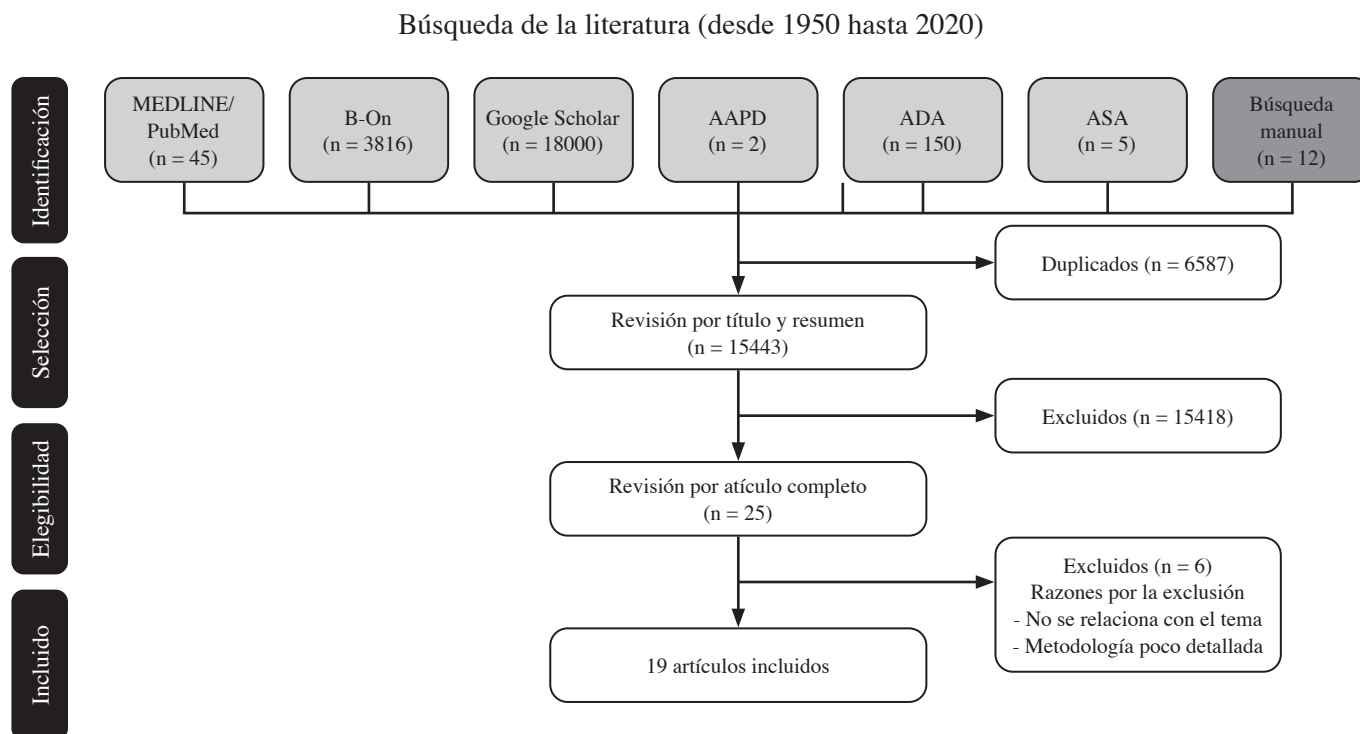 Búsqueda de la literatura (desde 1950 hasta 2020)
Identificación
MEDLINE/
PubMed
(n = 45)
B-On
(n = 3816)
Google Scholar
(n = 18000)
AAPD
(n = 2)
ADA
(n = 150)
ASA
(n = 5)
Búsqueda
manual
(n = 12)
Selección
Duplicados (n = 6587)
Revisión por título y resumen
(n = 15443)
Excluidos (n = 15418)
Elegibilidad
Revisión por atículo completo
(n = 25)
Excluidos (n = 6)
Razones por la exclusión
- No se relaciona con el tema
- Metodología poco detallada
Incluido
19 artículos incluidos